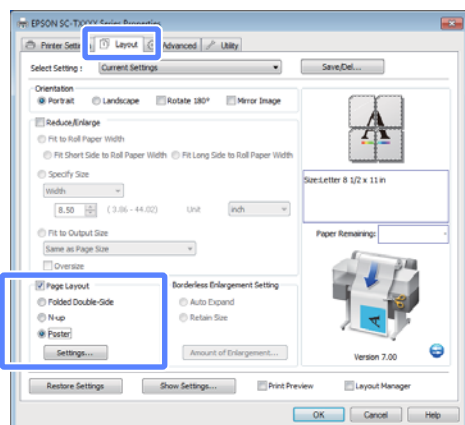 EPSON SC-TXXXX Series Properties
Printer Settings Layout Advanced Utility
Select Setting : Current Settings Save/Del...
Orientation
Portrait Landscape Rotate 180° Mirror Image
Reduce/Enlarge
Fit to Roll Paper Width
Fit Short Side to Roll Paper Width Fit Long Side to Roll Paper Width
Specify Size
Width
8.50 ( 3.86 - 44.02) Unit inch
Fit to Output Size
Same as Page Size
Oversize
A
Size:Letter 8 1/2 x 11 in
Paper Remaining:
Page Layout
Folded Double-Side
N-up
Poster
Settings...
Borderless Enlargement Setting
Auto Expand
Retain Size
Amount of Enlargement...
A
Version 7.00
Restore Settings Show Settings... Print Preview Layout Manager
OK Cancel Help